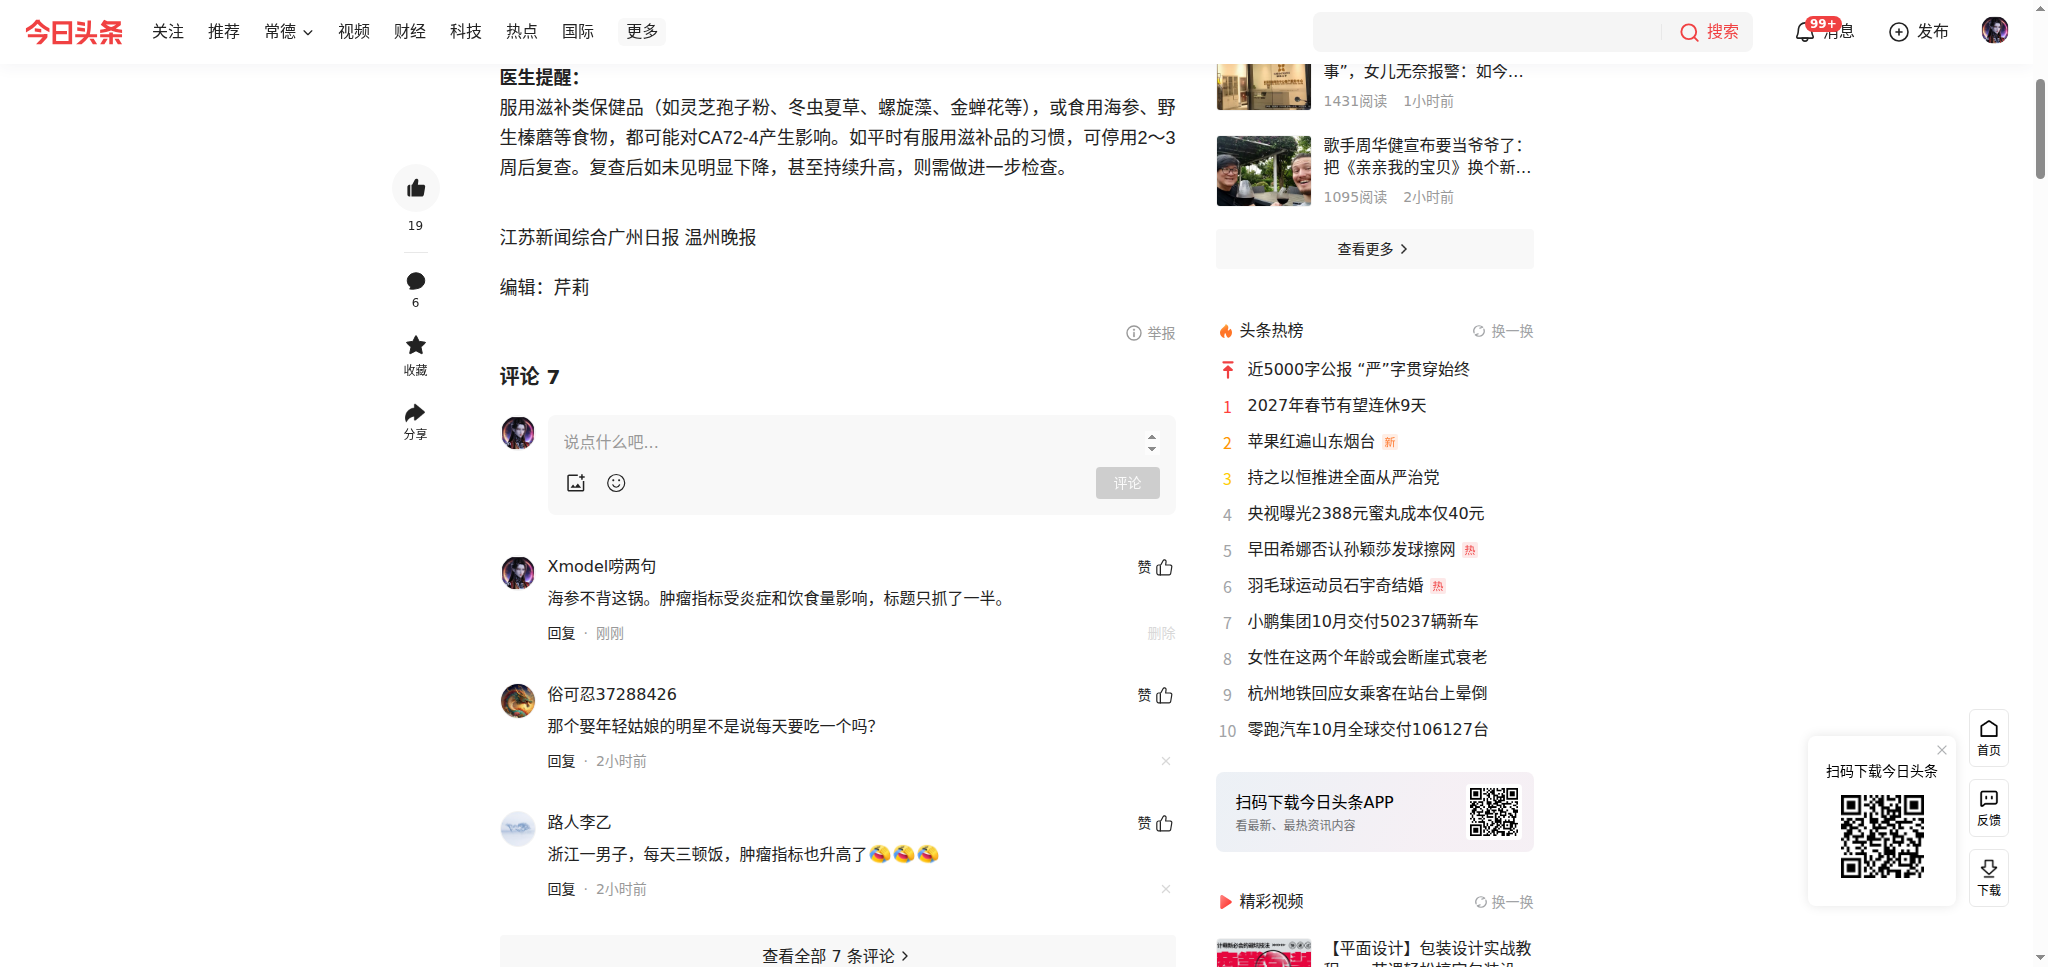 今日头条
关注 推荐 常德 视频 财经 科技 热点 国际 更多
搜索
99+
消息
发布
医生提醒：
服用滋补类保健品（如灵芝孢子粉、冬虫夏草、螺旋藻、金蝉花等），或食用海参、野
生榛蘑等食物，都可能对CA72-4产生影响。如平时有服用滋补品的习惯，可停用2～3
周后复查。复查后如未见明显下降，甚至持续升高，则需做进一步检查。
江苏新闻综合广州日报 温州晚报
编辑：芹莉
举报
19
6
收藏
分享
评论 7
说点什么吧...
评论
Xmodel唠两句
赞
海参不背这锅。肿瘤指标受炎症和饮食量影响，标题只抓了一半。
回复 · 刚刚
删除
俗可忍37288426
赞
那个娶年轻姑娘的明星不是说每天要吃一个吗？
回复 · 2小时前
路人李乙
赞
浙江一男子，每天三顿饭，肿瘤指标也升高了
回复 · 2小时前
查看全部 7 条评论
事”，女儿无奈报警：如今...
1431阅读 1小时前
歌手周华健宣布要当爷爷了：
把《亲亲我的宝贝》换个新...
1095阅读 2小时前
查看更多
头条热榜
换一换
近5000字公报 “严”字贯穿始终
1 2027年春节有望连休9天
2 苹果红遍山东烟台 新
3 持之以恒推进全面从严治党
4 央视曝光2388元蜜丸成本仅40元
5 早田希娜否认孙颖莎发球擦网 热
6 羽毛球运动员石宇奇结婚 热
7 小鹏集团10月交付50237辆新车
8 女性在这两个年龄或会断崖式衰老
9 杭州地铁回应女乘客在站台上晕倒
10 零跑汽车10月全球交付106127台
扫码下载今日头条APP
看最新、最热资讯内容
精彩视频
换一换
【平面设计】包装设计实战教
扫码下载今日头条
首页
反馈
下载